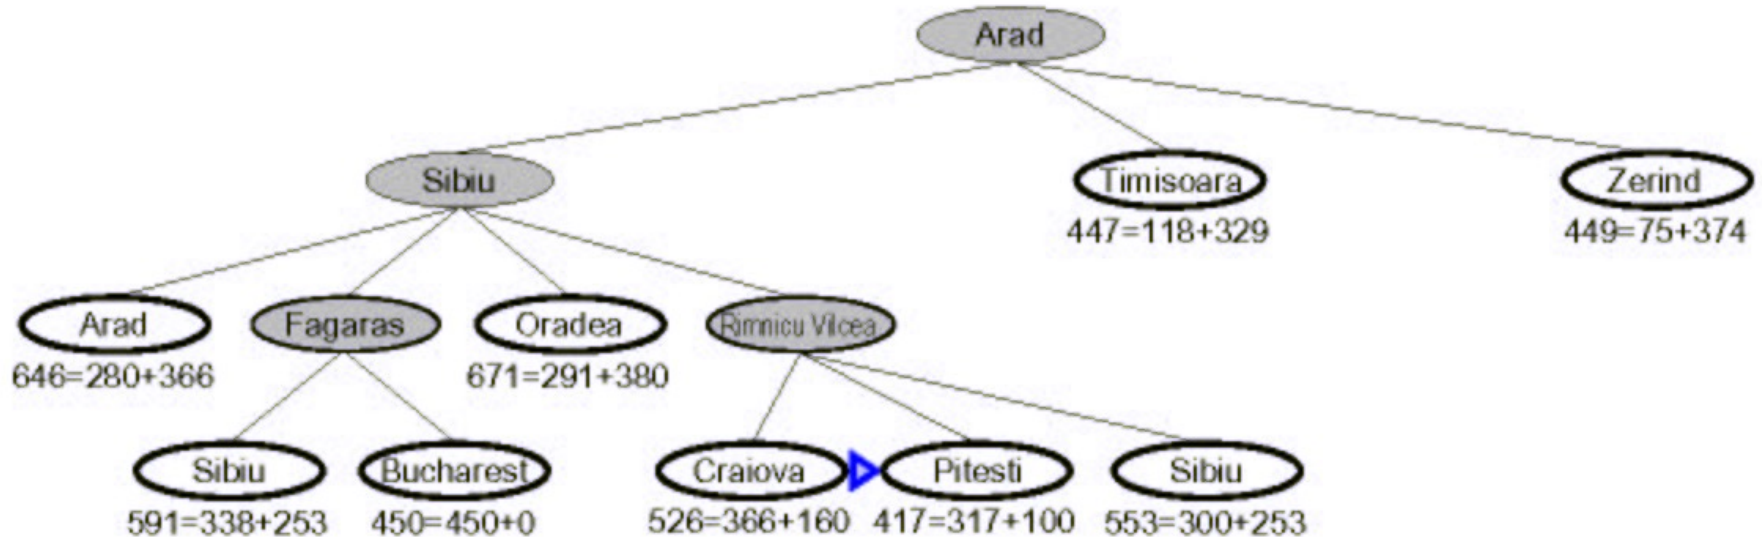 Arad
Sibiu
Timisoara
Zerind
447=118+329
449=75+374
Arad
Fagaras
Oradea
Rimnicu Vilcea
646=280+366
671=291+380
Sibiu
Bucharest
Craiova
Pitesti
Sibiu
591=338+253
450=450+0
526=366+160
417=317+100
553=300+253